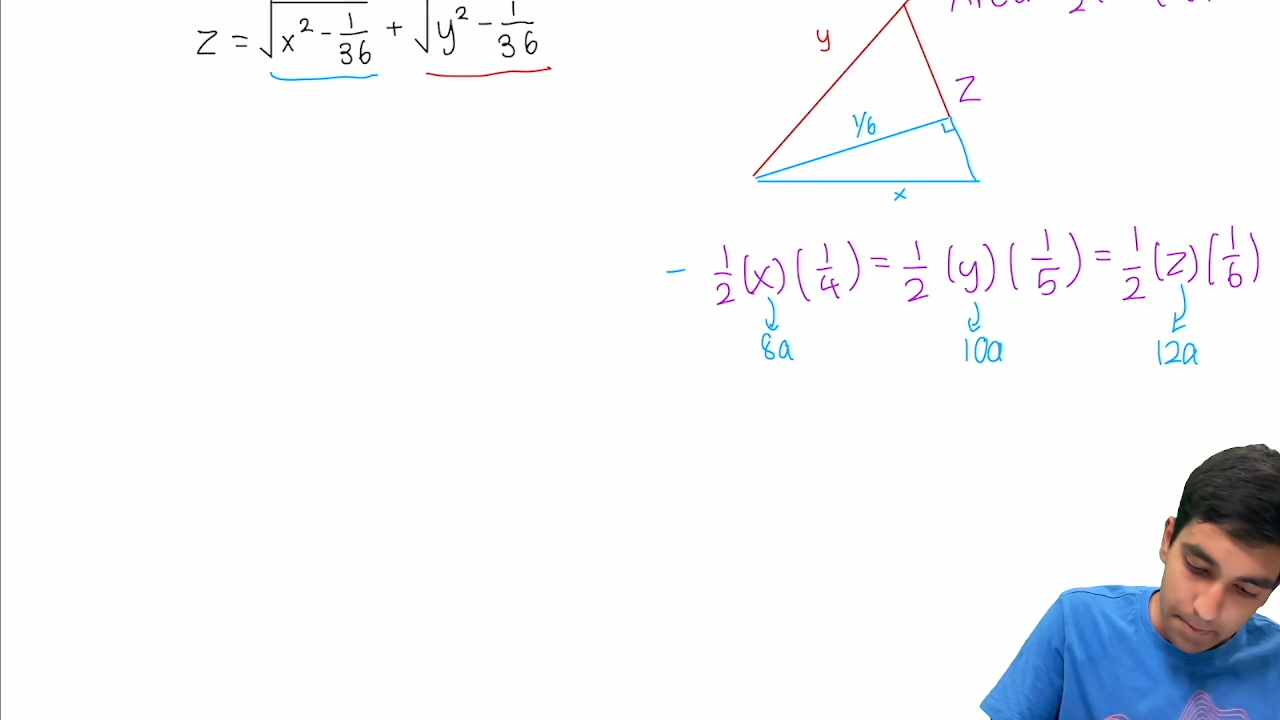 z = √(x² - 1/36) + √(y² - 1/36)
y
z
1/6
x
- 1/2 (x)(1/4) = 1/2 (y)(1/5) = 1/2 (z)(1/6)
8a 10a 12a